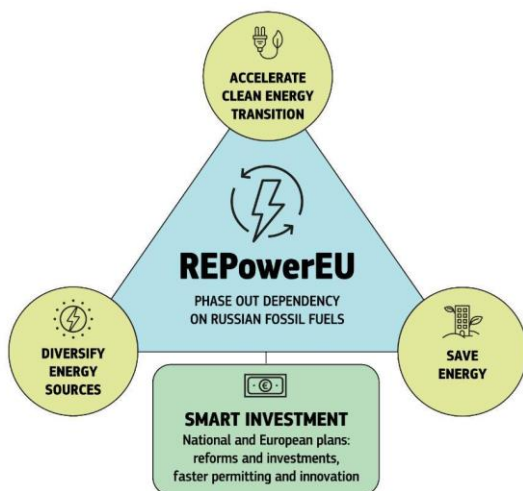 ACCELERATE
CLEAN ENERGY
TRANSITION
REPowerEU
PHASE OUT DEPENDENCY
ON RUSSIAN FOSSIL FUELS
DIVERSIFY
ENERGY
SOURCES
SAVE
ENERGY
€
SMART INVESTMENT
National and European plans:
reforms and investments,
faster permitting and innovation